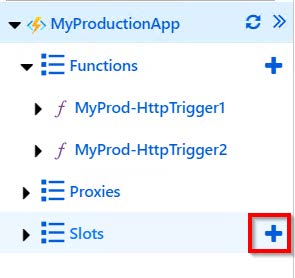 MyProductionApp
Functions
MyProd-HttpTrigger1
MyProd-HttpTrigger2
Proxies
Slots